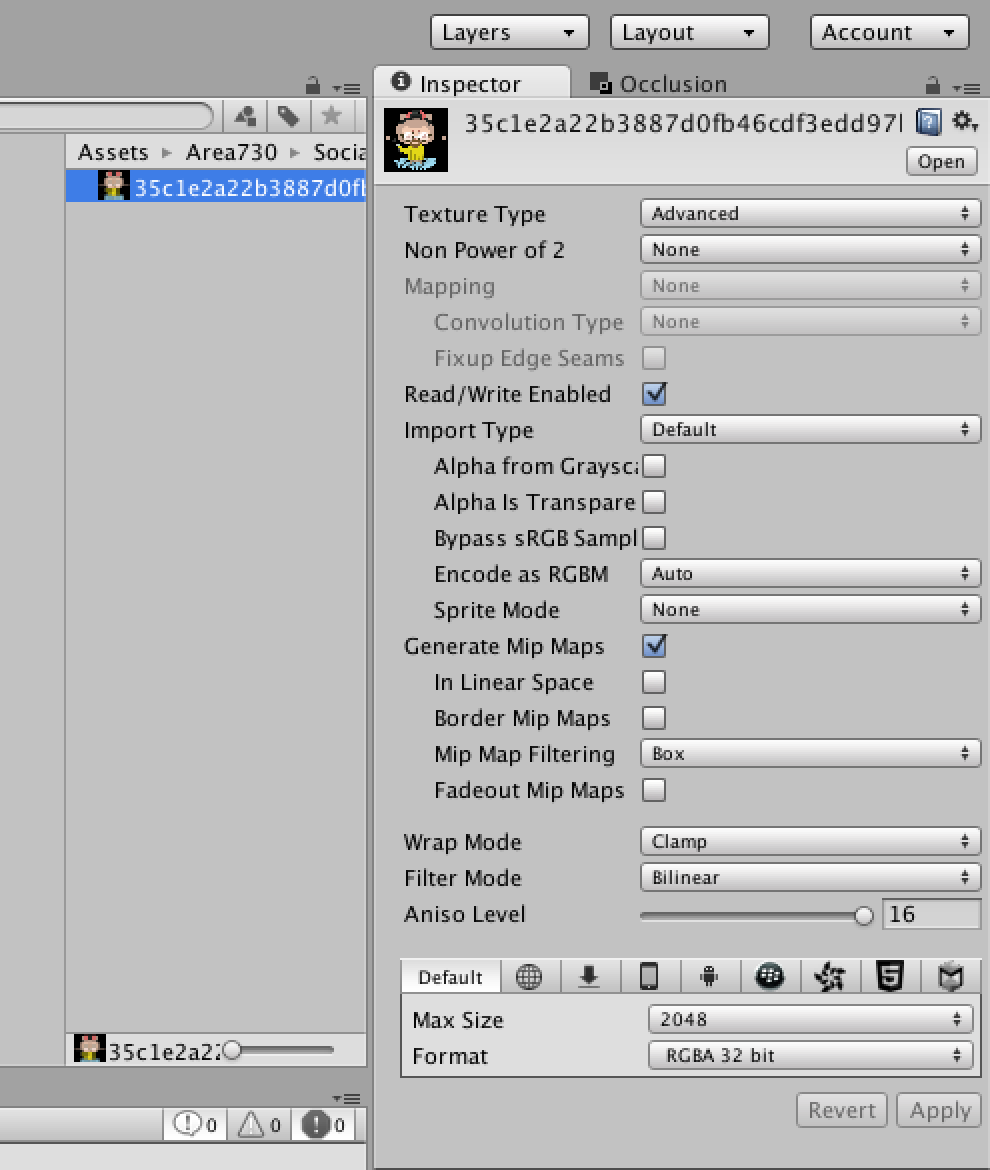 Layers Layout Account
Inspector Occlusion
35c1e2a22b3887d0fb46cdf3edd97
Open
Assets Area730 Socia
35c1e2a22b3887d0fb
Texture Type Advanced
Non Power of 2 None
Mapping None
Convolution Type None
Fixup Edge Seams
Read/Write Enabled
Import Type Default
Alpha from Graysca
Alpha Is Transpare
Bypass sRGB Sampl
Encode as RGBM Auto
Sprite Mode None
Generate Mip Maps
In Linear Space
Border Mip Maps
Mip Map Filtering Box
Fadeout Mip Maps
Wrap Mode Clamp
Filter Mode Bilinear
Aniso Level 16
Default
Max Size 2048
Format RGBA 32 bit
Revert Apply
35c1e2a22
0 0 0